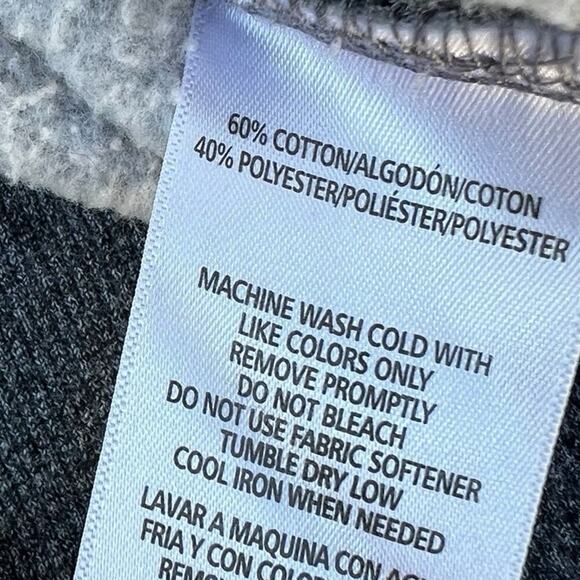 60% COTTON/ALGODÓN/COTON
40% POLYESTER/POLIÉSTER/POLYESTER
MACHINE WASH COLD WITH
LIKE COLORS ONLY
REMOVE PROMPTLY
DO NOT BLEACH
DO NOT USE FABRIC SOFTENER
TUMBLE DRY LOW
COOL IRON WHEN NEEDED
LAVAR A MAQUINA CON
FRIA Y CON